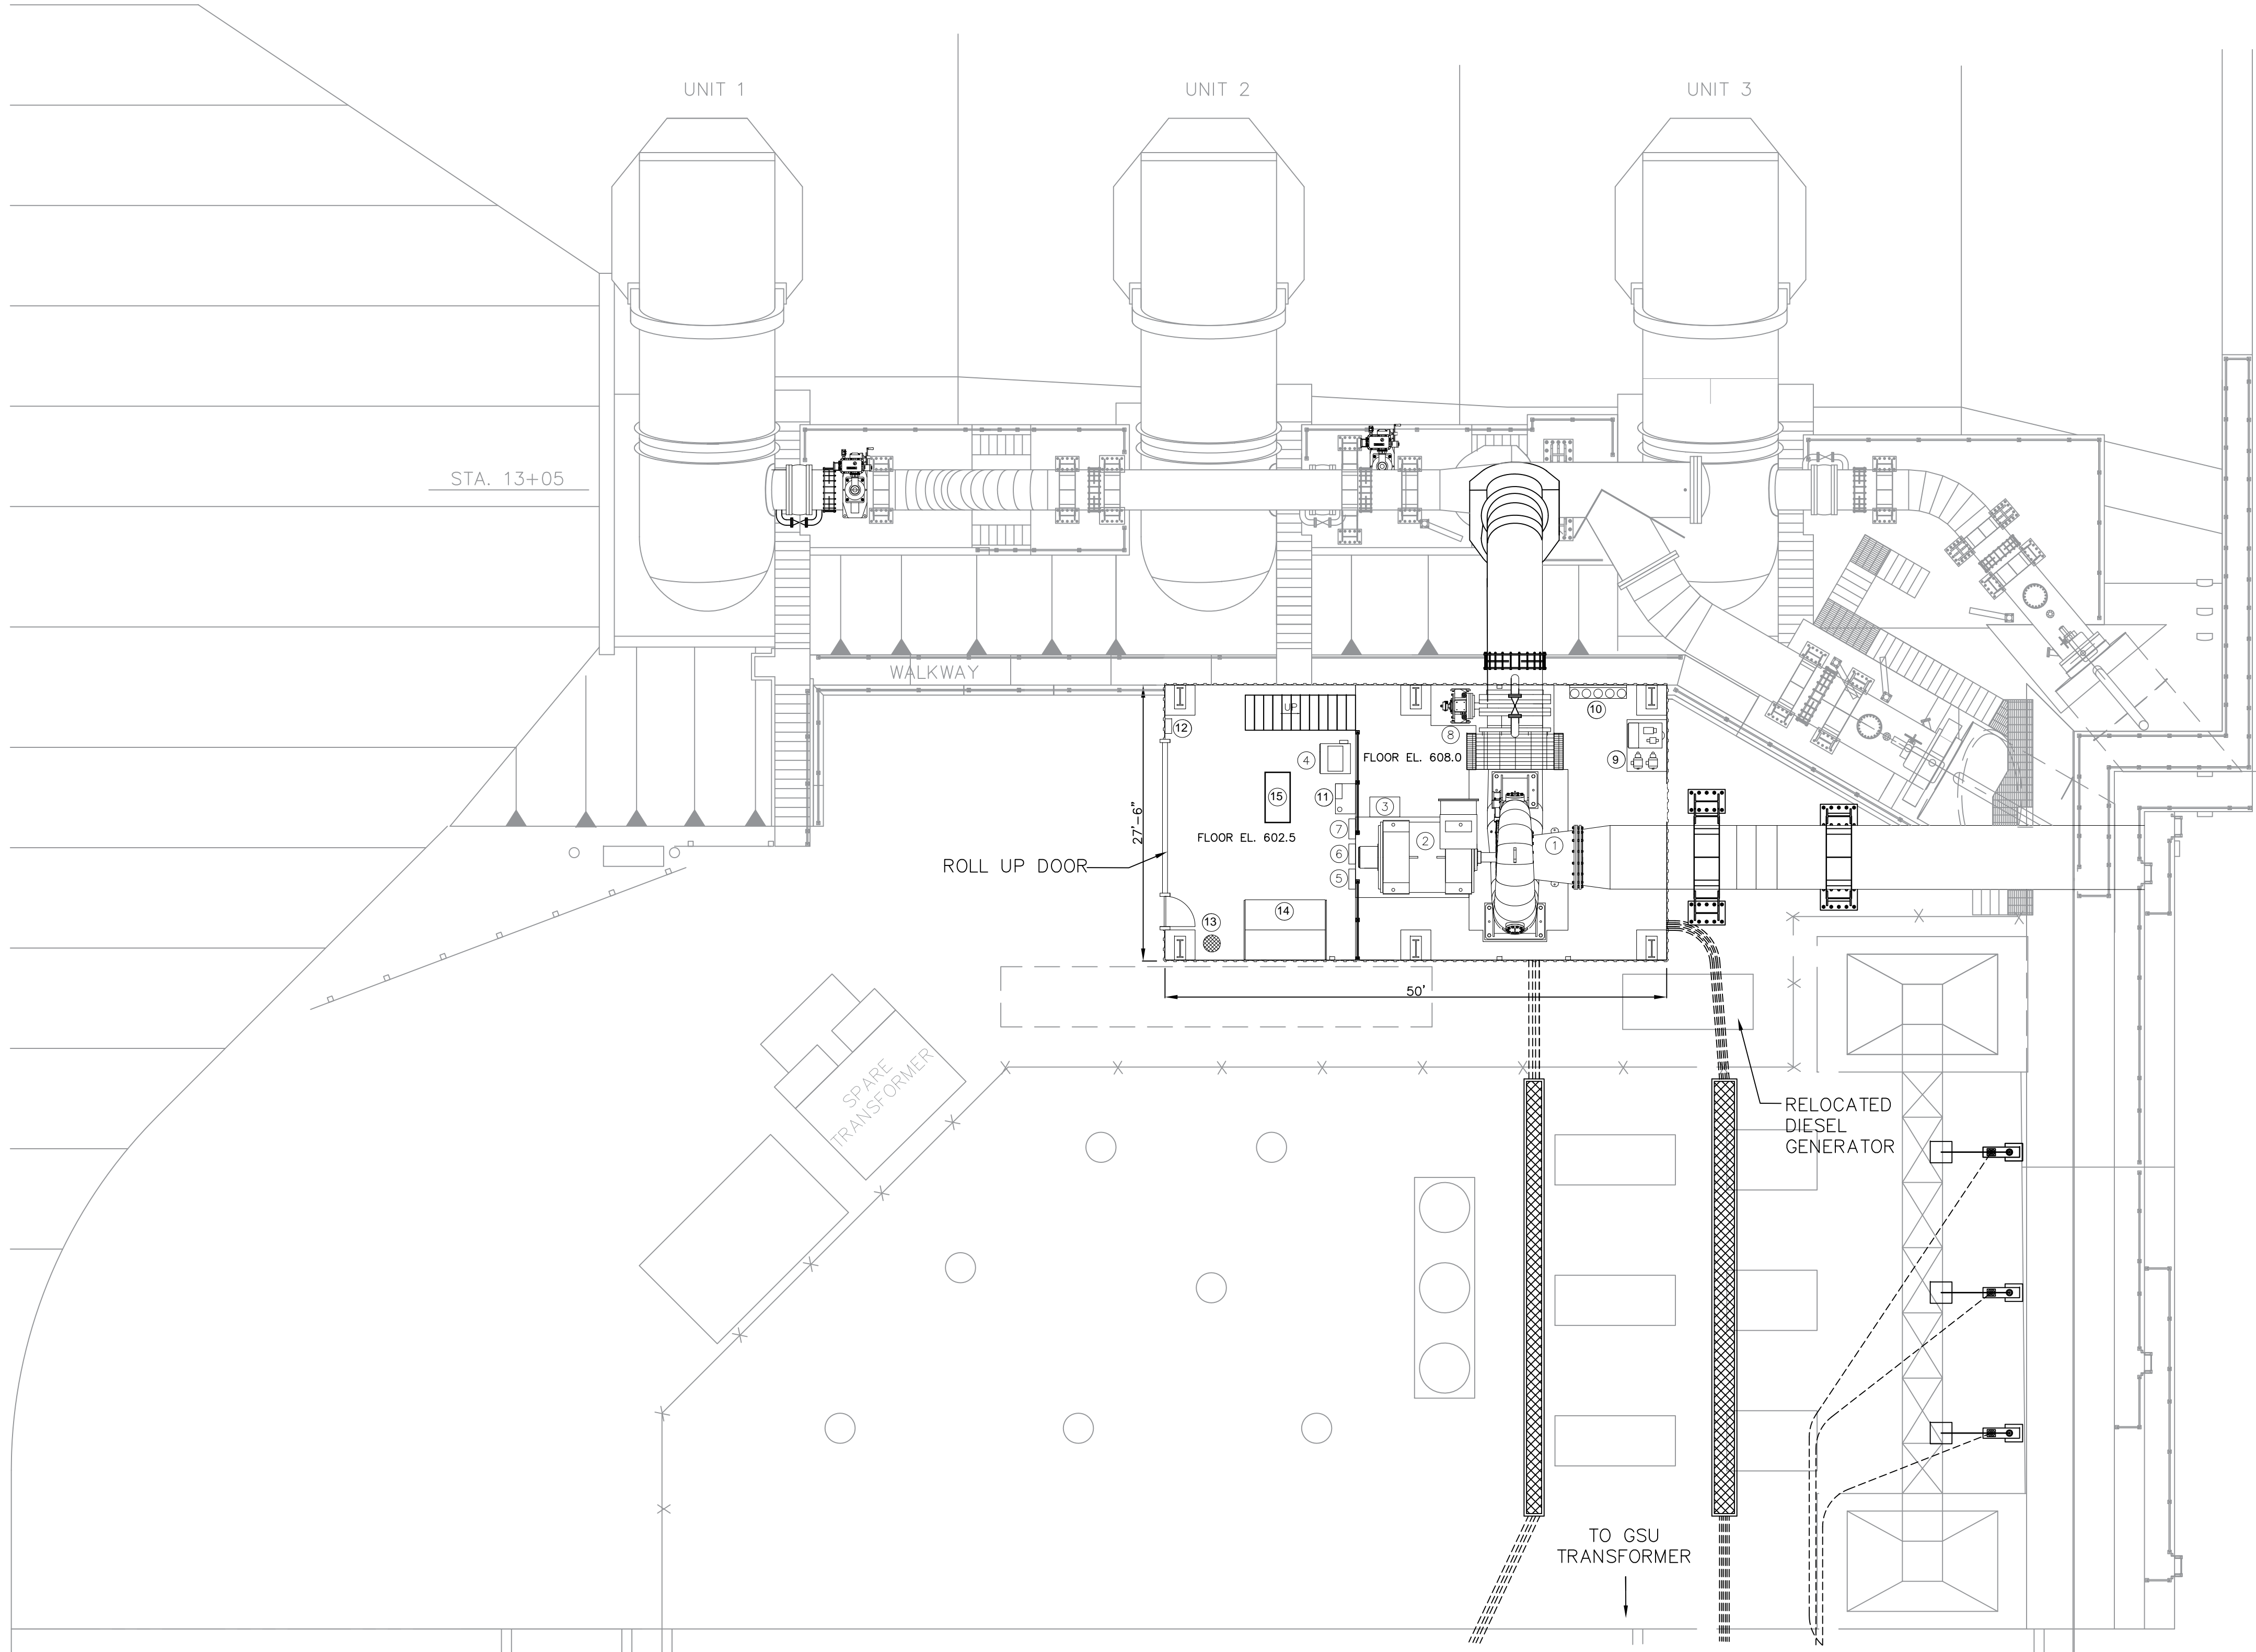 UNIT 1
UNIT 2
UNIT 3
STA. 13+05
WALKWAY
UP
12
4
8
10
9
FLOOR EL. 608.0
15
11
3
7
6
5
2
1
FLOOR EL. 602.5
27'-6"
ROLL UP DOOR
14
13
50'
SPARE
TRANSFORMER
RELOCATED
DIESEL
GENERATOR
TO GSU
TRANSFORMER